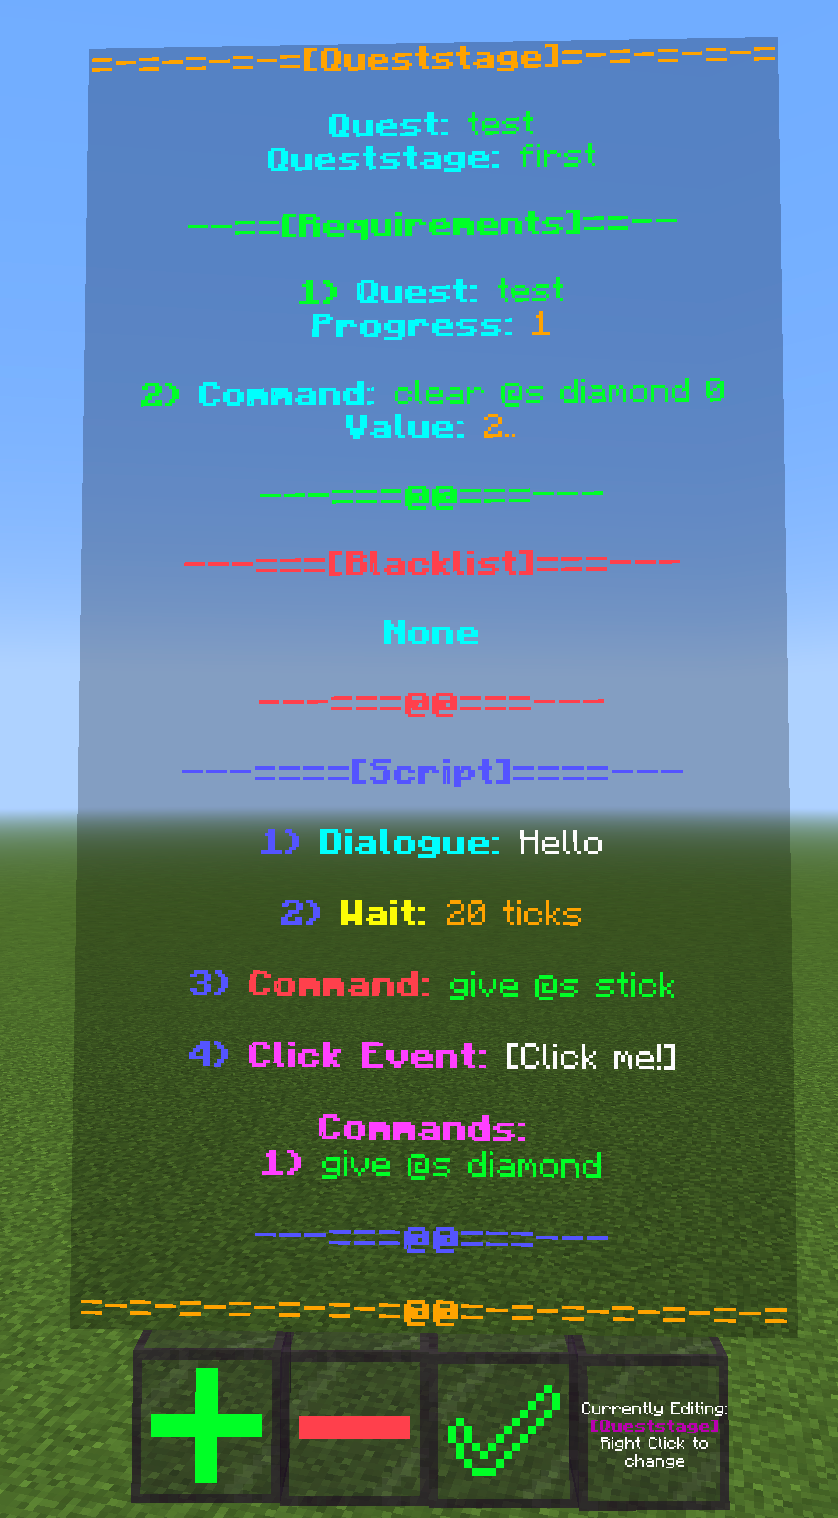 =-=-=-=-=[Queststage]=-=-=-=-=
Quest: test
Queststage: first
--==[Requirements]==--
1) Quest: test
Progress: 1
2) Command: clear @s diamond 0
Value: 2..
---===@@===---
---===[Blacklist]===---
None
---===@@===---
---====[Script]====---
1) Dialogue: Hello
2) Wait: 20 ticks
3) Command: give @s stick
4) Click Event: [Click me!]
Commands:
1) give @s diamond
---===@@===---
=-=-=-=-=-=-=@@=-=-=-=-=-=-=
Currently Editing:
[Queststage]
Right Click to
change